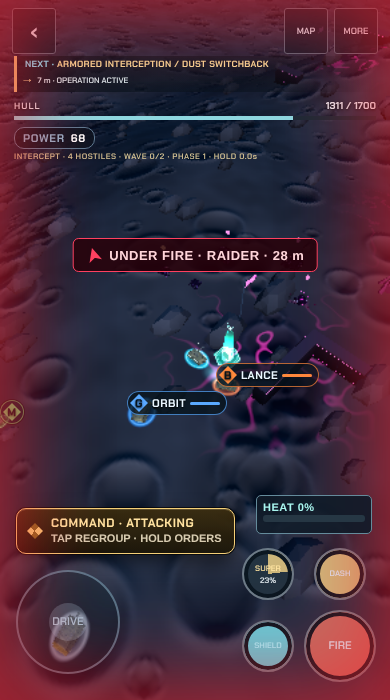 ‹
MAP
MORE
NEXT · ARMORED INTERCEPTION / DUST SWITCHBACK
→ 7 m · OPERATION ACTIVE
HULL
1311 / 1700
POWER 68
INTERCEPT · 4 HOSTILES · WAVE 0/2 · PHASE 1 · HOLD 0.0s
UNDER FIRE · RAIDER · 28 m
B LANCE
G ORBIT
M
COMMAND · ATTACKING
TAP REGROUP · HOLD ORDERS
HEAT 0%
SUPER
23%
DASH
DRIVE
SHIELD
FIRE